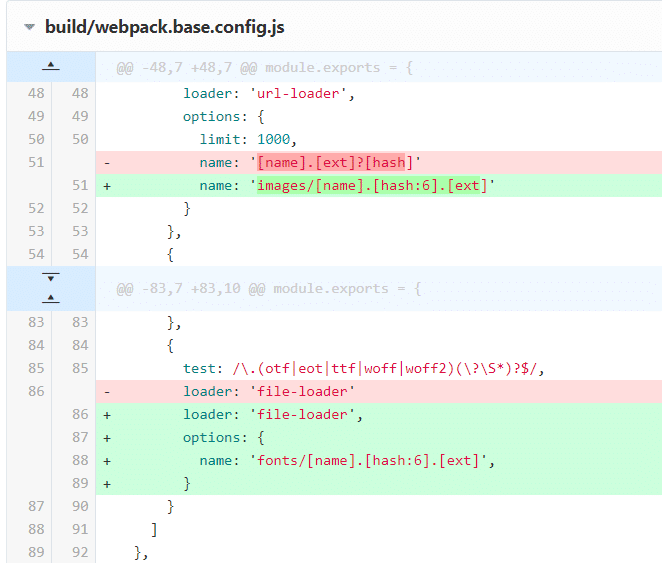 build/webpack.base.config.js
@@ -48,7 +48,7 @@ module.exports = {
48 48 loader: 'url-loader',
49 49 options: {
50 50 limit: 1000,
51 - name: '[name].[ext]?[hash]'
51 + name: 'images/[name].[hash:6].[ext]'
52 52 }
53 53 },
54 54 {
@@ -83,7 +83,10 @@ module.exports = {
83 83 },
84 84 {
85 85 test: /\.(otf|eot|ttf|woff|woff2)(\?\S*)?$/,
86 - loader: 'file-loader'
86 + loader: 'file-loader',
87 + options: {
88 + name: 'fonts/[name].[hash:6].[ext]',
89 + }
87 90 }
88 91 ]
89 92 },